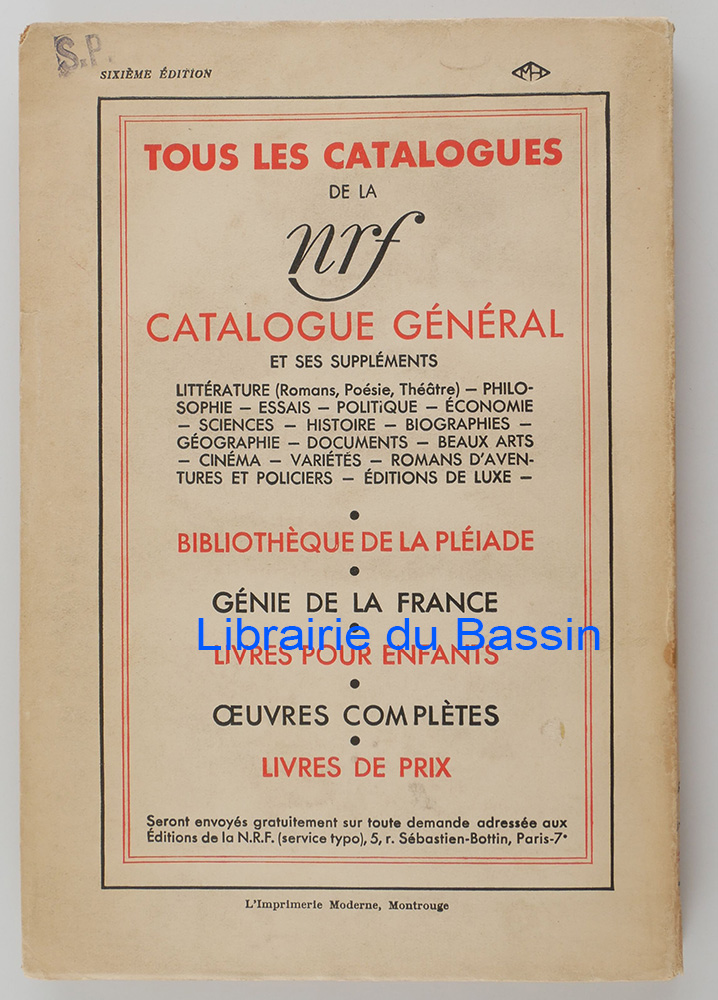 S.P.
SIXIÈME ÉDITION
MH
TOUS LES CATALOGUES
DE LA
nrf
CATALOGUE GÉNÉRAL
ET SES SUPPLÉMENTS
LITTÉRATURE (Romans, Poésie, Théâtre) — PHILO-
SOPHIE — ESSAIS — POLITiQUE — ÉCONOMIE
— SCIENCES — HISTOIRE — BIOGRAPHIES —
GÉOGRAPHIE — DOCUMENTS — BEAUX ARTS
— CINÉMA — VARIÉTÉS — ROMANS D'AVEN-
TURES ET POLICIERS — ÉDITIONS DE LUXE —
BIBLIOTHÈQUE DE LA PLÉIADE
GÉNIE DE LA FRANCE
Librairie du Bassin
LIVRES POUR ENFANTS
ŒUVRES COMPLÈTES
LIVRES DE PRIX
Seront envoyés gratuitement sur toute demande adressée aux
Éditions de la N.R.F. (service typo), 5, r. Sébastien-Bottin, Paris-7e
L'Imprimerie Moderne, Montrouge